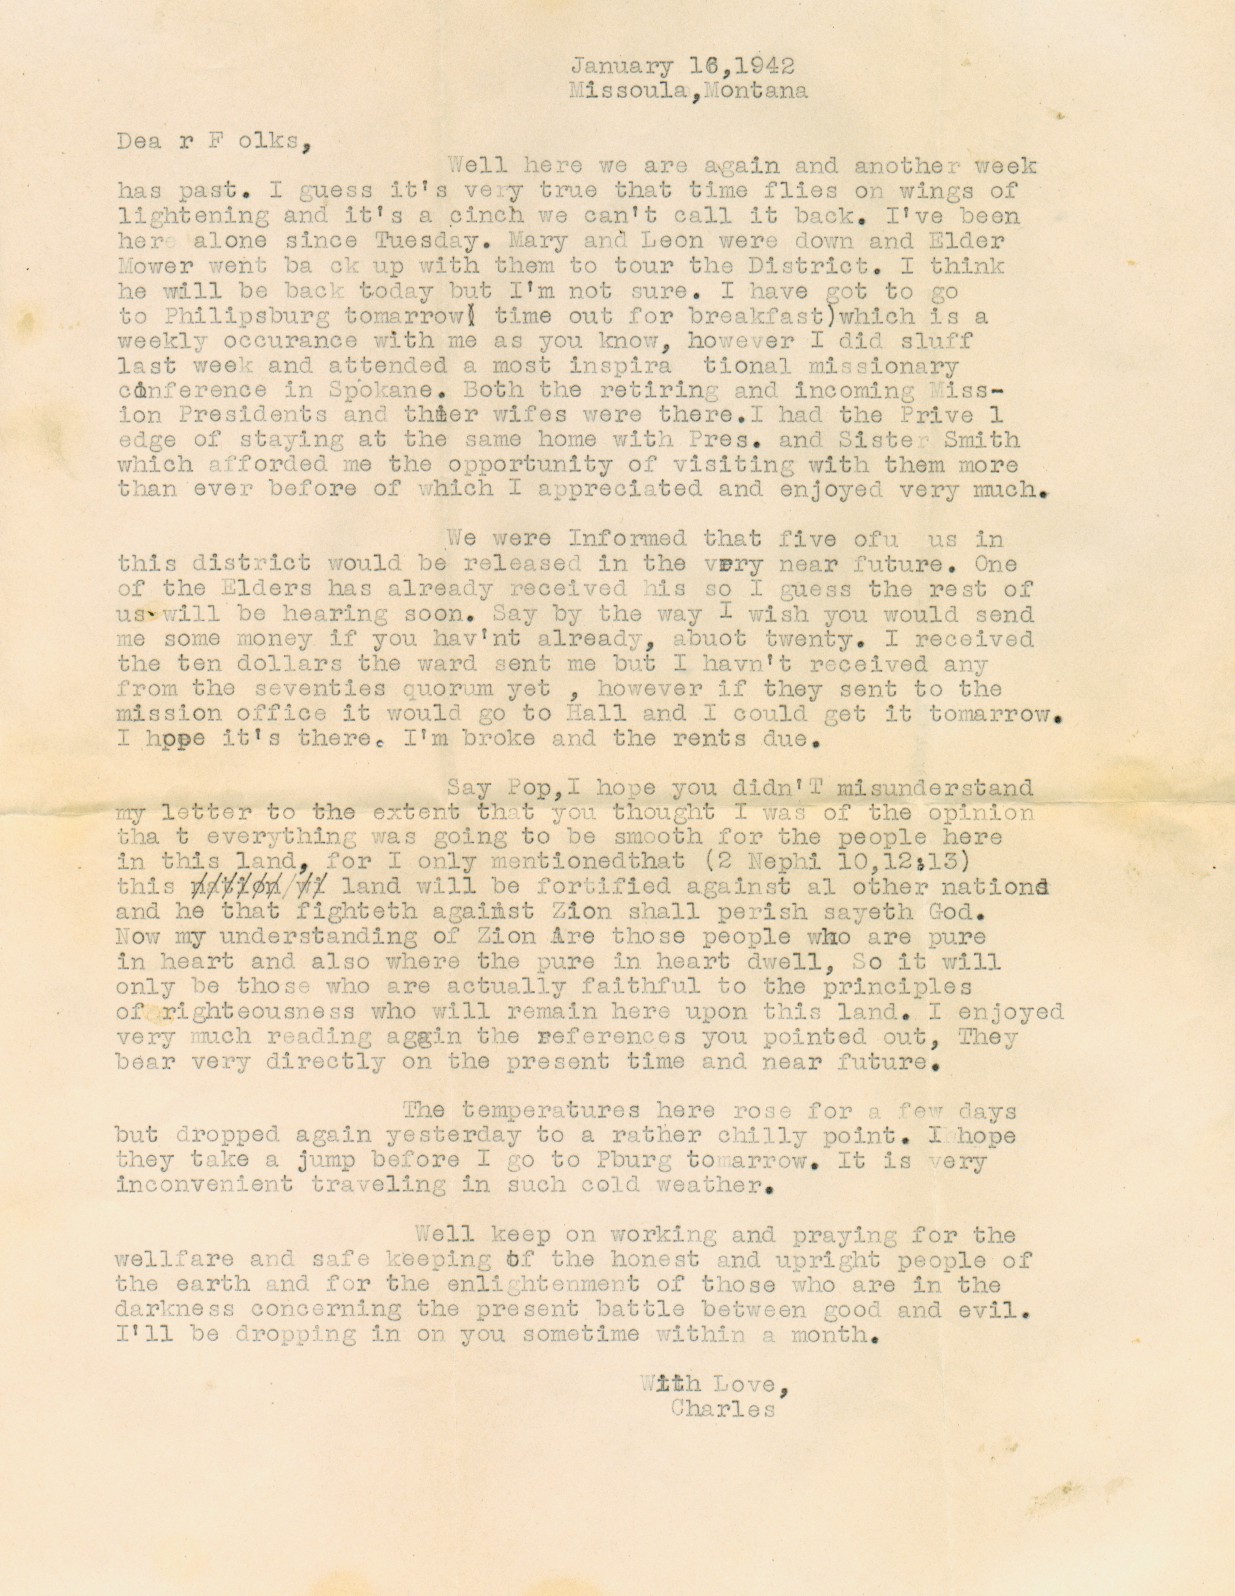 January 16,1942
Missoula,Montana
Dea r F olks,
Well here we are again and another week
has past. I guess it's very true that time flies on wings of
lightening and it's a cinch we can't call it back. I've been
here alone since Tuesday. Mary and Leon were down and Elder
Mower went ba ck up with them to tour the District. I think
he will be back today but I'm not sure. I have got to go
to Philipsburg tomarrow( time out for breakfast)which is a
weekly occurance with me as you know, however I did sluff
last week and attended a most inspira tional missionary
conference in Spokane. Both the retiring and incoming Miss-
ion Presidents and thier wifes were there.I had the Prive l
edge of staying at the same home with Pres. and Sister Smith
which afforded me the opportunity of visiting with them more
than ever before of which I appreciated and enjoyed very much.
We were Informed that five ofu us in
this district would be released in the very near future. One
of the Elders has already received his so I guess the rest of
us will be hearing soon. Say by the way I wish you would send
me some money if you hav'nt already, abuot twenty. I received
the ten dollars the ward sent me but I havn't received any
from the seventies quorum yet , however if they sent to the
mission office it would go to Hall and I could get it tomarrow.
I hope it's there. I'm broke and the rents due.
Say Pop,I hope you didn'T misunderstand
my letter to the extent that you thought I was of the opinion
tha t everything was going to be smooth for the people here
in this land, for I only mentionedthat (2 Nephi 10,12:13)
this land will be fortified against al other nations
and he that fighteth against Zion shall perish sayeth God.
Now my understanding of Zion Are those people who are pure
in heart and also where the pure in heart dwell, So it will
only be those who are actually faithful to the principles
of righteousness who will remain here upon this land. I enjoyed
very much reading again the references you pointed out, They
bear very directly on the present time and near future.
The temperatures here rose for a few days
but dropped again yesterday to a rather chilly point. I hope
they take a jump before I go to Pburg tomarrow. It is very
inconvenient traveling in such cold weather.
Well keep on working and praying for the
wellfare and safe keeping of the honest and upright people of
the earth and for the enlightenment of those who are in the
darkness concerning the present battle between good and evil.
I'll be dropping in on you sometime within a month.
With Love,
Charles